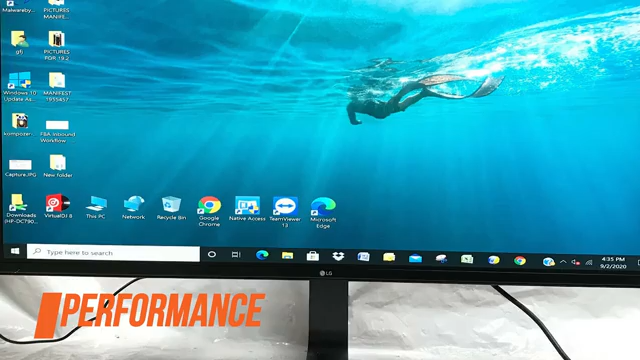 Malwareby...
PICTURES
MANIFE...
gfj
PICTURES
FOR 19.2
Windows 10
Update As...
MANIFEST
1955457
kompozer
FBA-Inbound
Workflow...
Capture.JPG
New folder
Downloads
(HP-DC790...
VirtualDJ 8
This PC
Network
Recycle Bin
Google
Chrome
Native Access
TeamViewer
13
Microsoft
Edge
Type here to search
4:35 PM
9/2/2020
LG
PERFORMANCE